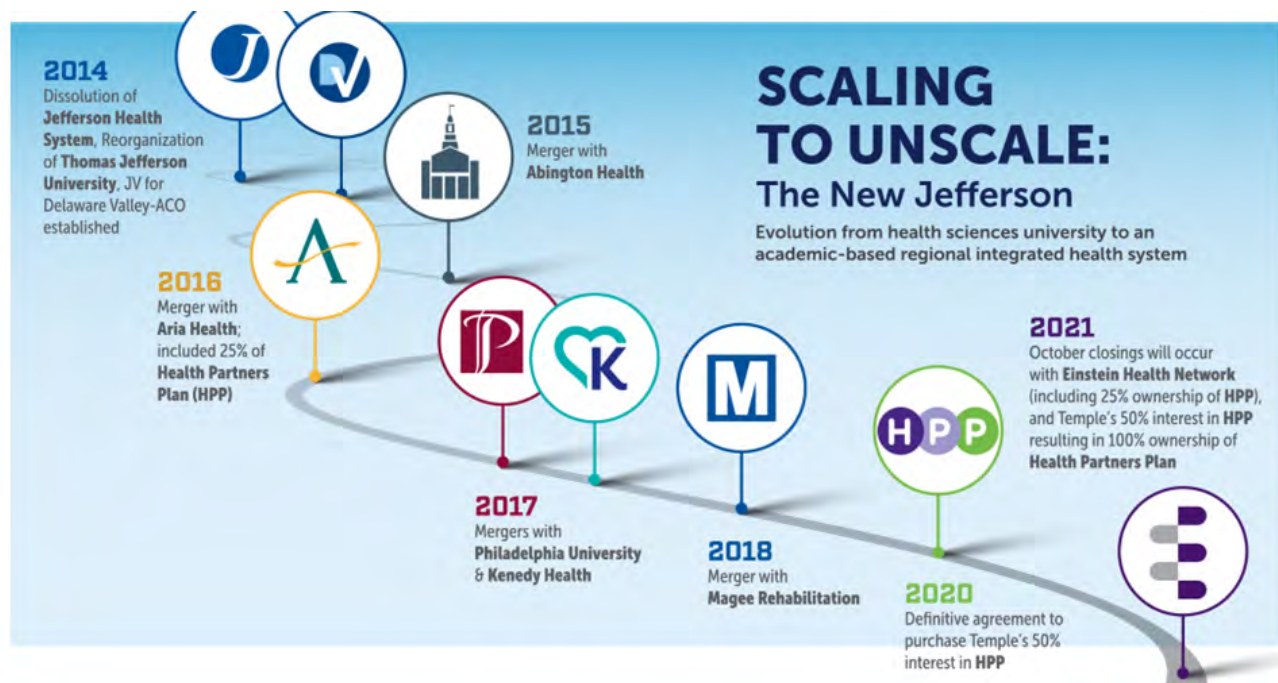 SCALING
TO UNSCALE:
The New Jefferson
Evolution from health sciences university to an
academic-based regional integrated health system
J
DV
2014
Dissolution of
Jefferson Health
System, Reorganization
of Thomas Jefferson
University, JV for
Delaware Valley-ACO
established
2015
Merger with
Abington Health
A
2016
Merger with
Aria Health;
included 25% of
Health Partners
Plan (HPP)
P
K
2017
Mergers with
Philadelphia University
& Kenedy Health
M
2018
Merger with
Magee Rehabilitation
HPP
2020
Definitive agreement to
purchase Temple's 50%
interest in HPP
2021
October closings will occur
with Einstein Health Network
(including 25% ownership of HPP),
and Temple's 50% interest in HPP
resulting in 100% ownership of
Health Partners Plan
E